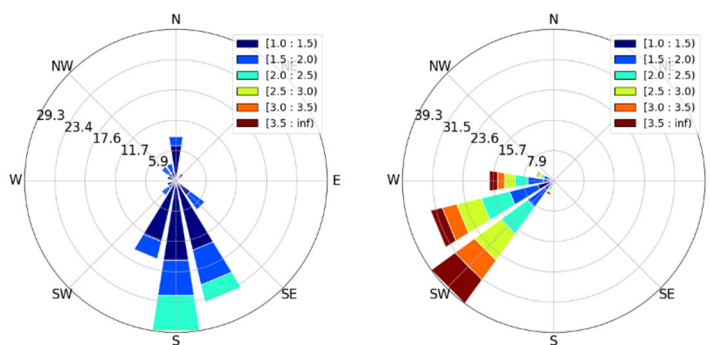 N
NW
NE
W
E
SW
SE
S
29.3
23.4
17.6
11.7
5.9
[1.0 : 1.5)
[1.5 : 2.0)
[2.0 : 2.5)
[2.5 : 3.0)
[3.0 : 3.5)
[3.5 : inf)
N
NW
NE
W
E
SW
SE
S
39.3
31.5
23.6
15.7
7.9
[1.0 : 1.5)
[1.5 : 2.0)
[2.0 : 2.5)
[2.5 : 3.0)
[3.0 : 3.5)
[3.5 : inf)